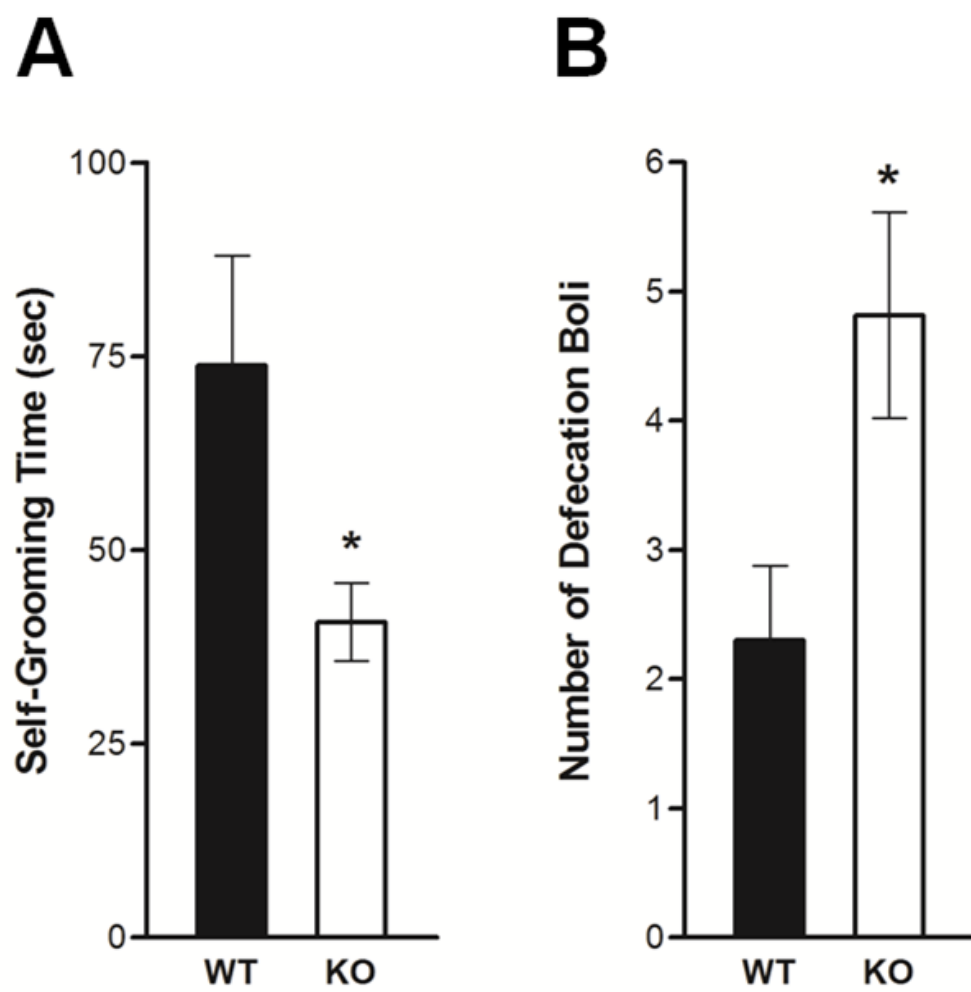 A
B
Self-Grooming Time (sec)
100
75
50
25
0
*
WT
KO
Number of Defecation Boli
6
5
4
3
2
1
0
*
WT
KO